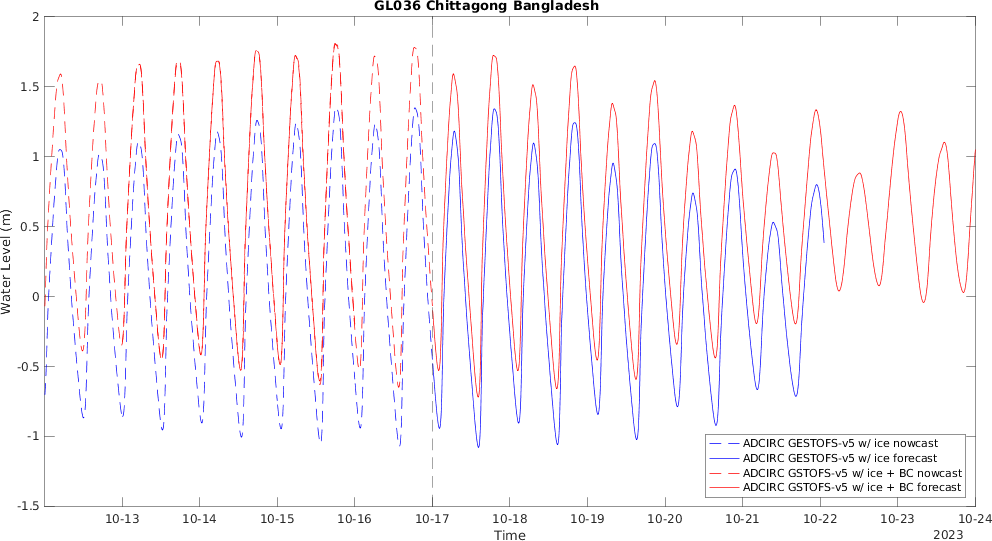 GL036 Chittagong Bangladesh
2
1.5
1
0.5
0
-0.5
-1
-1.5
Water Level (m)
10-13 10-14 10-15 10-16 10-17 10-18 10-19 10-20 10-21 10-22 10-23 10-24
Time
2023
ADCIRC GESTOFS-v5 w/ ice nowcast
ADCIRC GESTOFS-v5 w/ ice forecast
ADCIRC GSTOFS-v5 w/ ice + BC nowcast
ADCIRC GSTOFS-v5 w/ ice + BC forecast